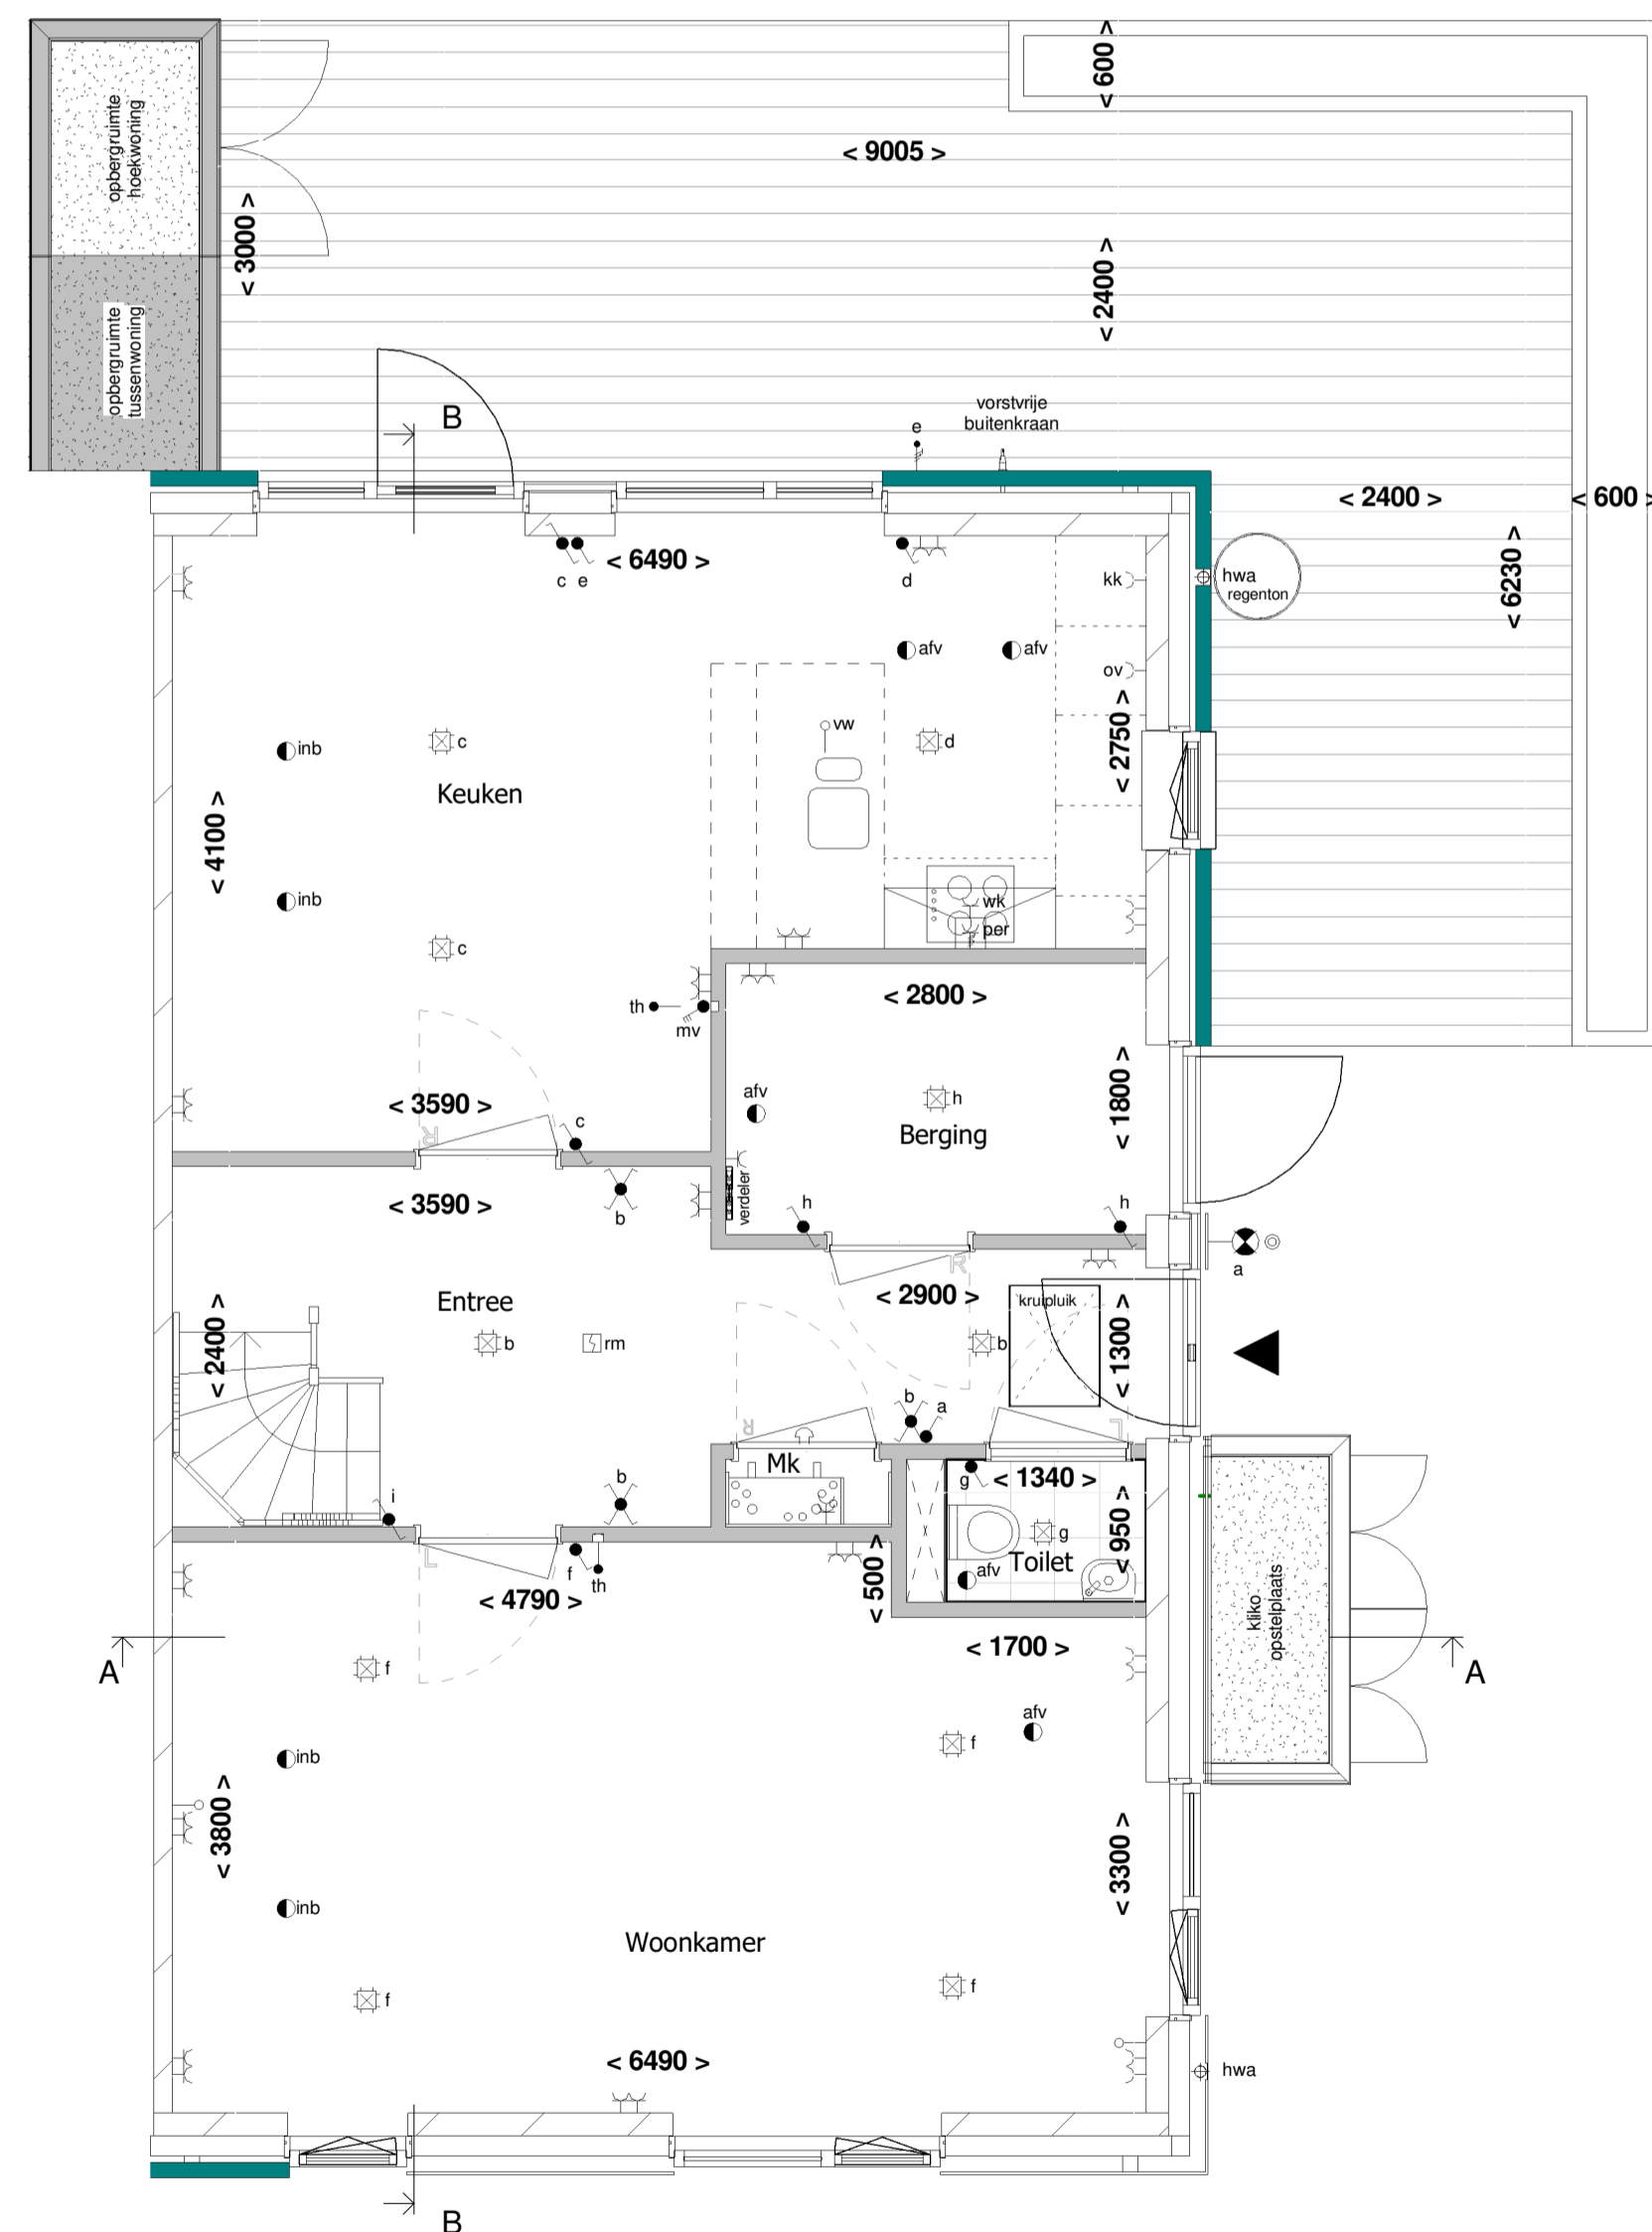 < 600 >
opbergruimte
hoekwoning
< 9005 >
< 3000 >
< 2400 >
opbergruimte
tussenwoning
B
vorstvrije
buitenkraan
e
< 2400 >
< 600 >
c e
< 6490 >
d
kk
hwa
regenton
< 6230 >
afv
afv
ov
vw
inb
c
d
< 2750 >
Keuken
< 4100 >
inb
wk
per
c
< 2800 >
th
mv
afv
h
< 1800 >
< 3590 >
c
R
Berging
< 3590 >
b
verdeler
h
h
a
R
Entree
< 2900 >
kruipluik
b
rm
b
< 2400 >
< 1300 >
b
a
R
L
Mk
g
< 1340 >
i
b
g
< 950 >
Toilet
afv
L
f
th
< 4790 >
< 500 >
kliko
opstelplaats
< 1700 >
A
A
f
afv
f
inb
< 3800 >
< 3300 >
inb
Woonkamer
f
f
< 6490 >
hwa
B